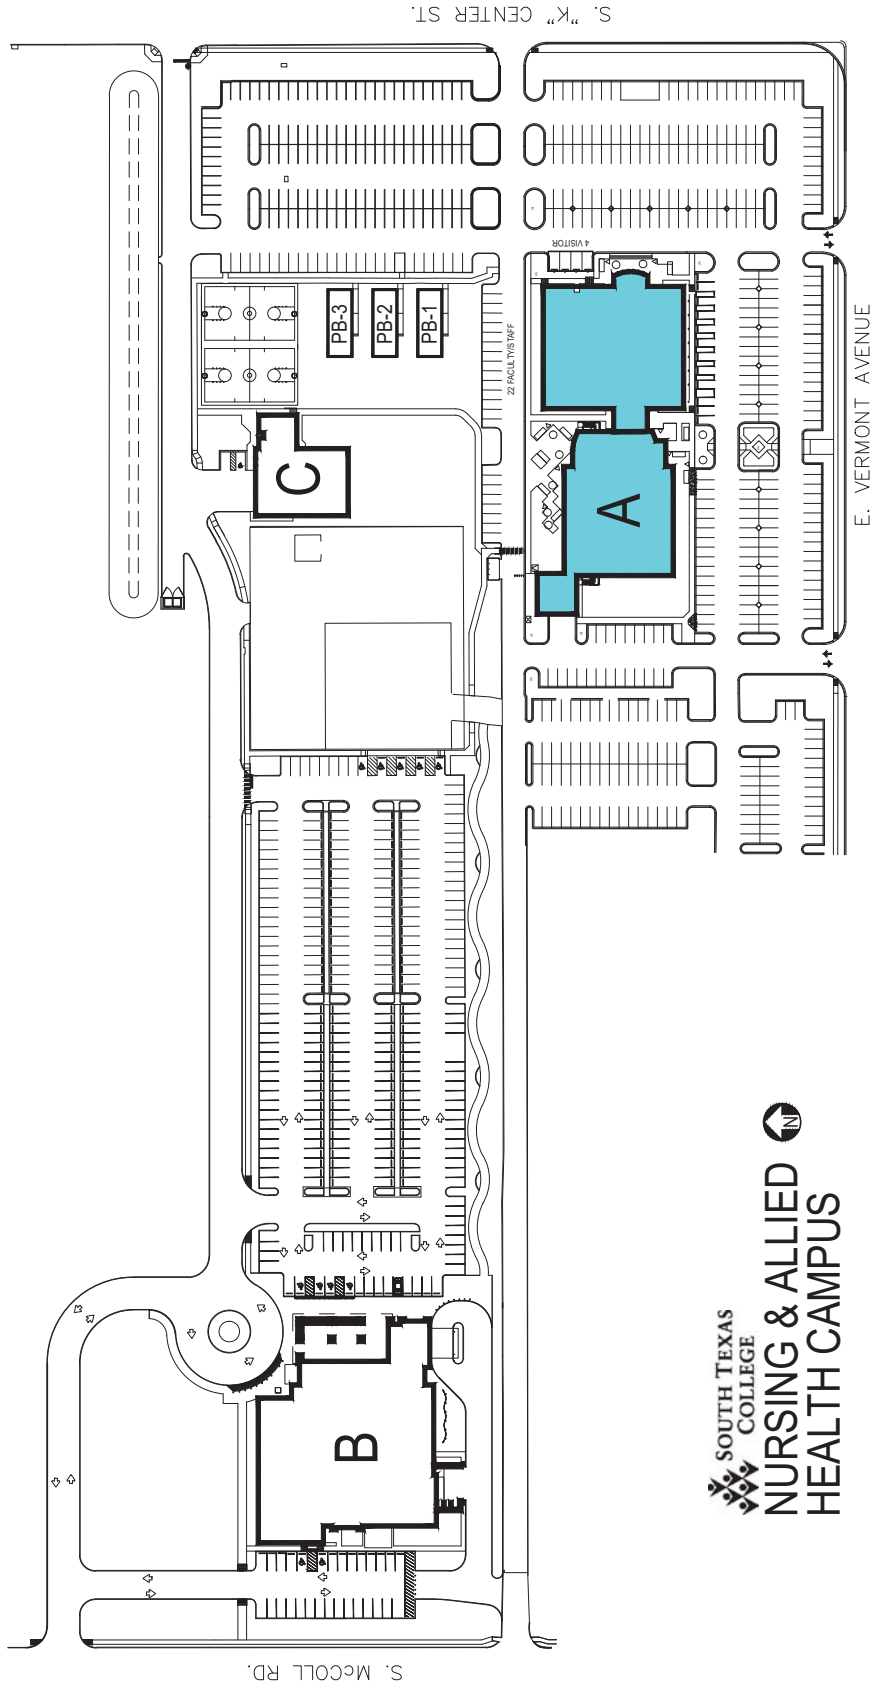 S. "K" CENTER ST.
4 VISITOR
22 FACULTY/STAFF
PB-3
PB-2
PB-1
C
A
E. VERMONT AVENUE
B
N
SOUTH TEXAS
COLLEGE
NURSING & ALLIED
HEALTH CAMPUS
S. McCOLL RD.